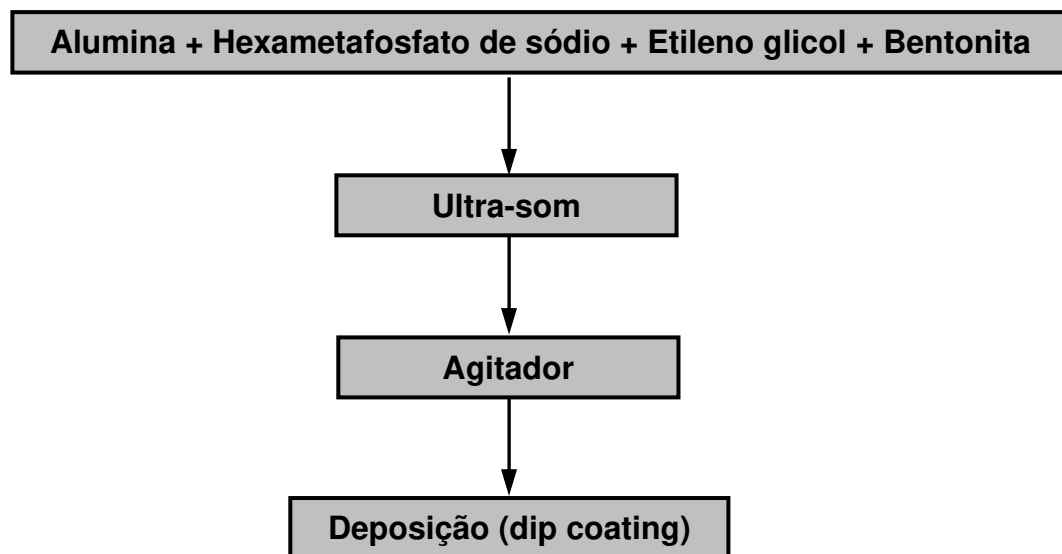 Alumina + Hexametafosfato de sódio + Etileno glicol + Bentonita
Ultra-som
Agitador
Deposição (dip coating)